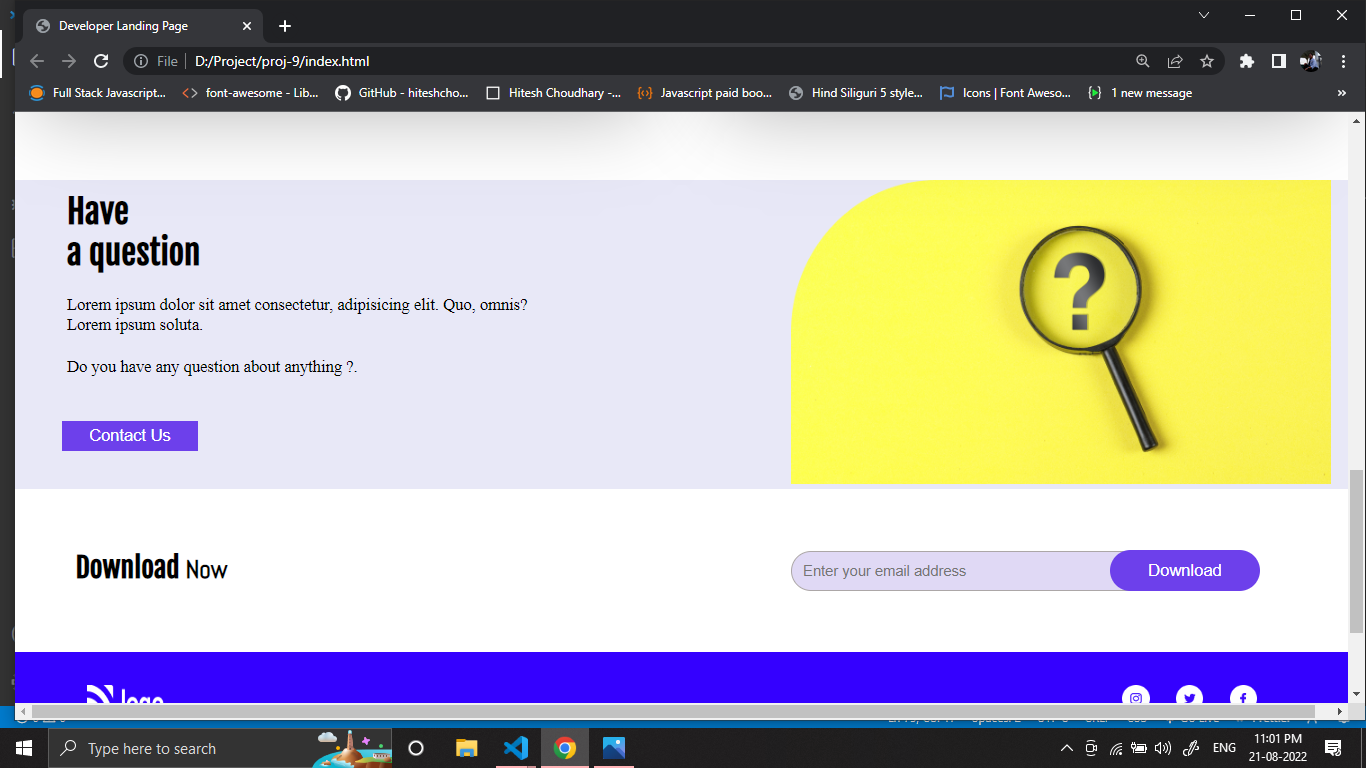 Developer Landing Page
File
D:/Project/proj-9/index.html
Full Stack Javascript...
font-awesome - Lib...
GitHub - hiteshcho...
Hitesh Choudhary -...
Javascript paid boo...
Hind Siliguri 5 style...
Icons | Font Aweso...
1 new message
»
Have
a question
?
Lorem ipsum dolor sit amet consectetur, adipisicing elit. Quo, omnis?
Lorem ipsum soluta.
Do you have any question about anything ?.
Contact Us
Download Now
Enter your email address
Download
logo
Type here to search
ENG
11:01 PM
21-08-2022